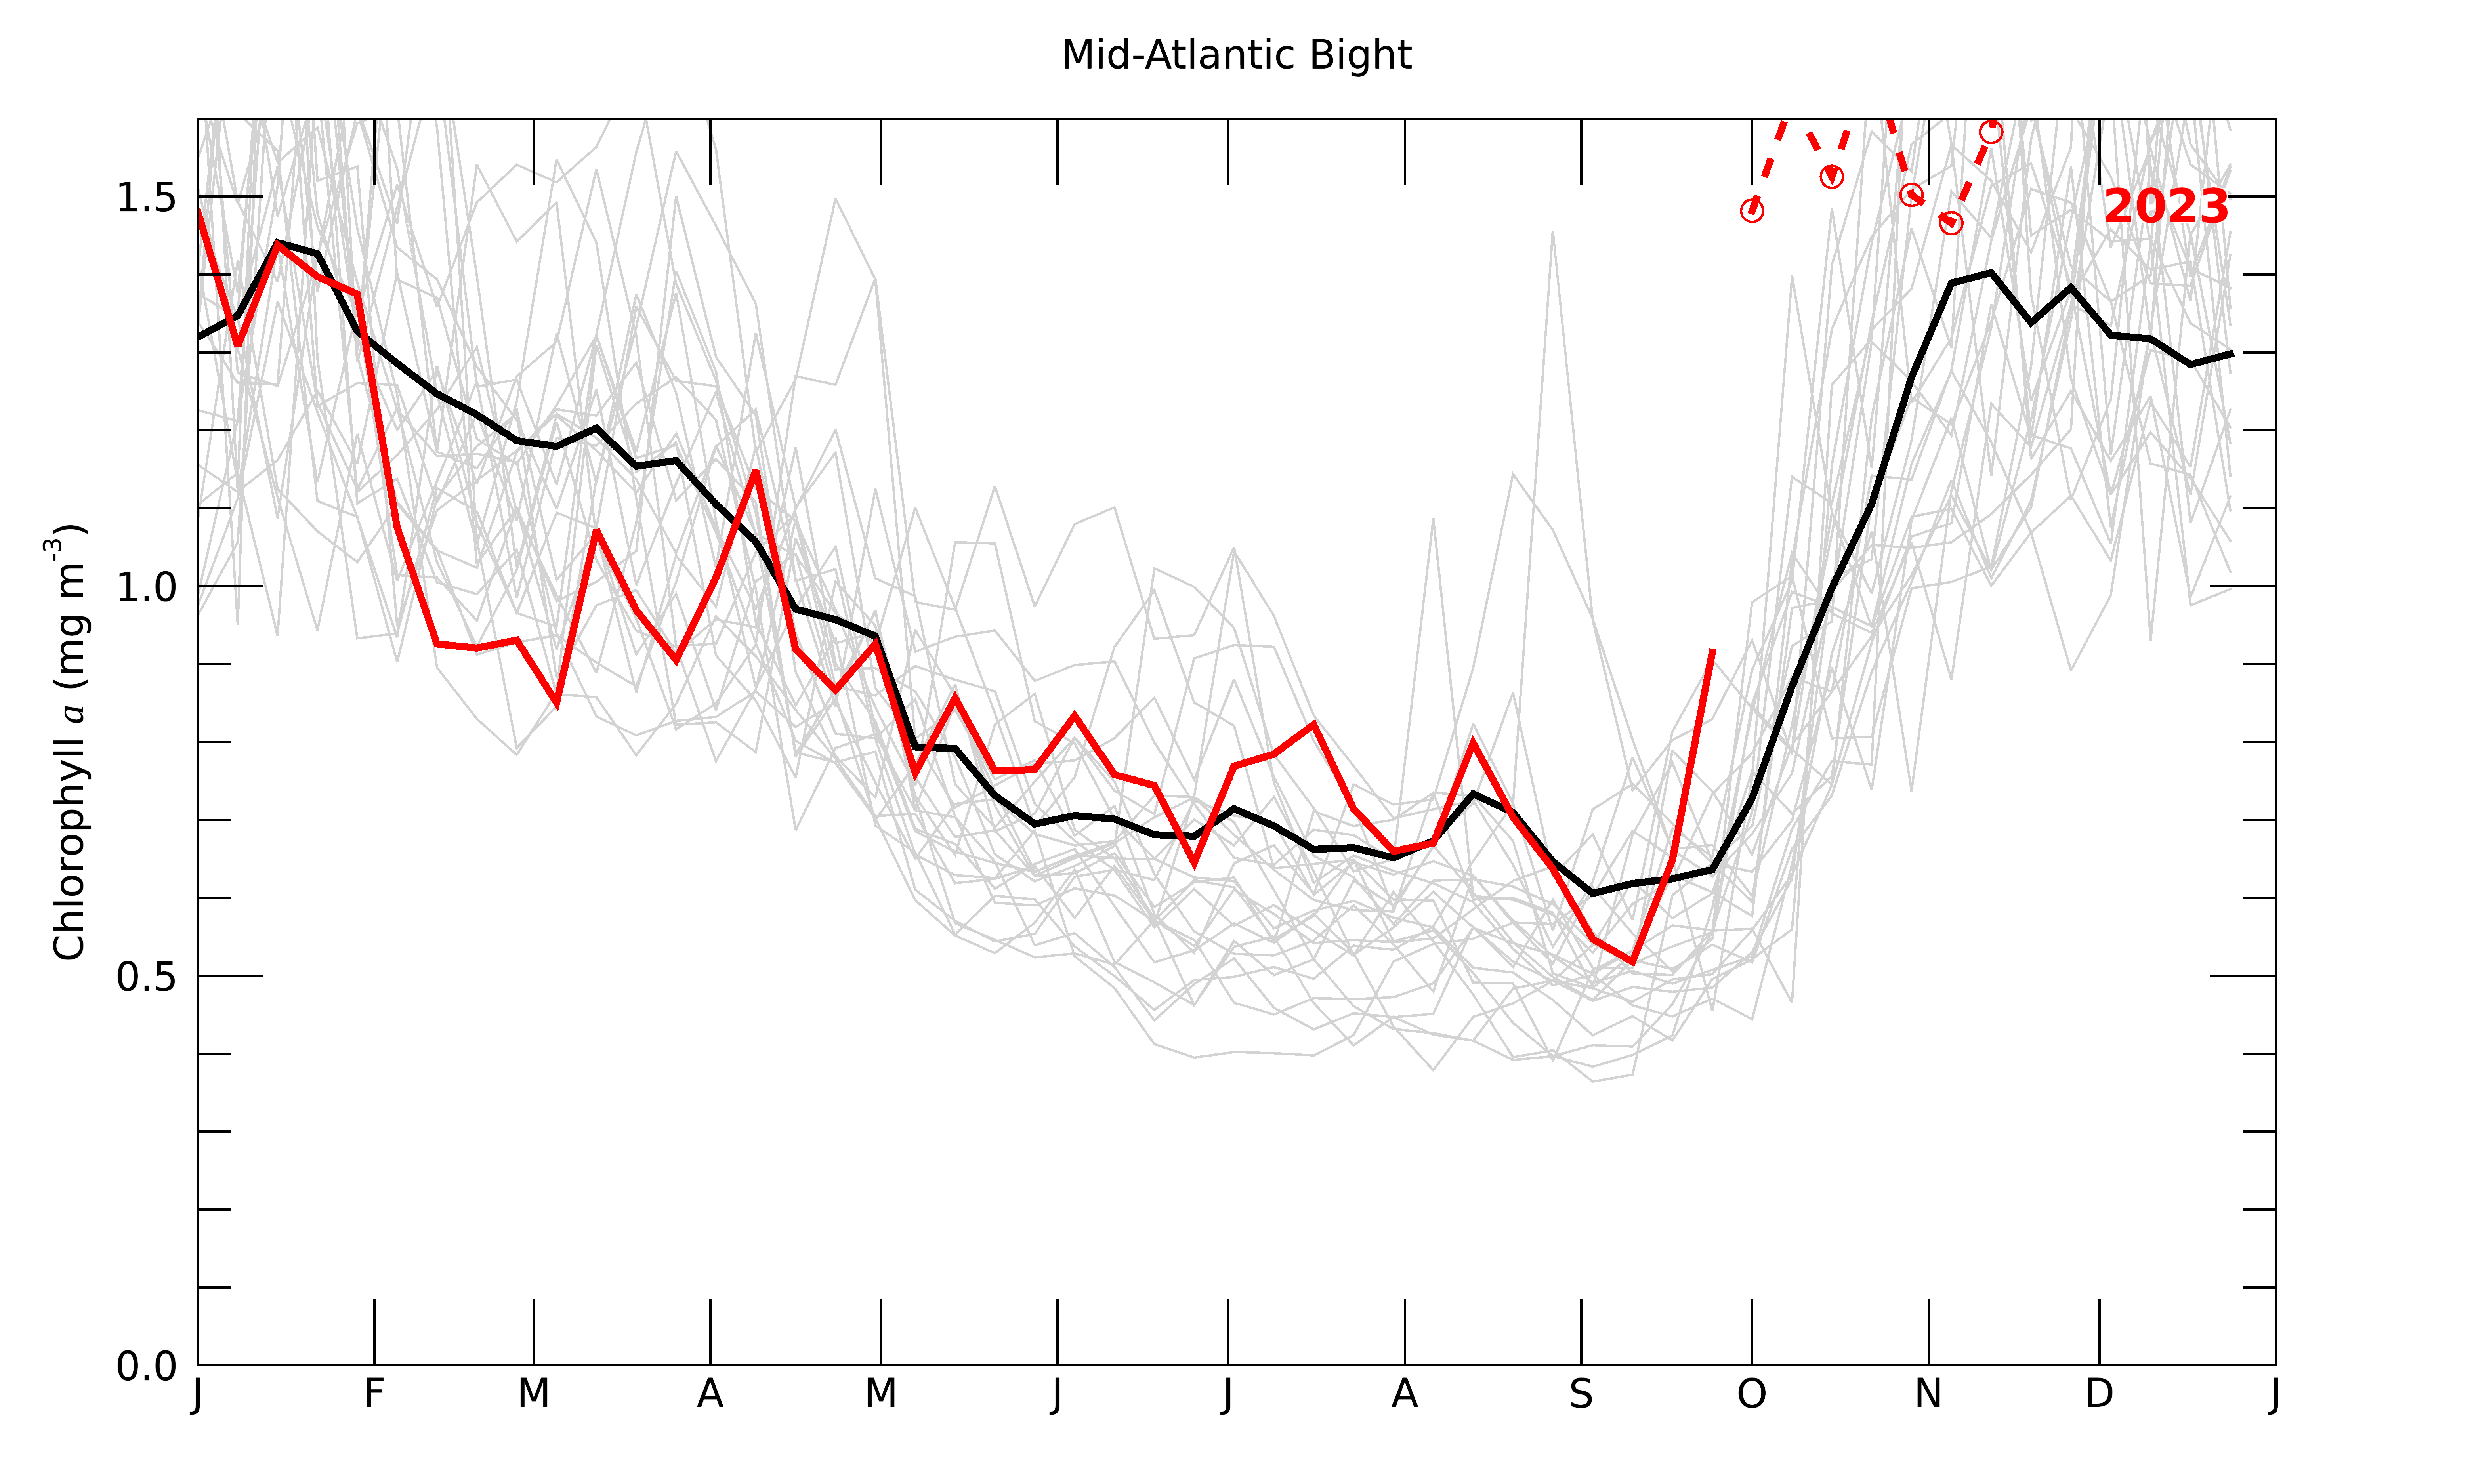 Mid-Atlantic Bight
2023
1.5
1.0
0.5
0.0
Chlorophyll a (mg m⁻³)
J F M A M J J A S O N D J